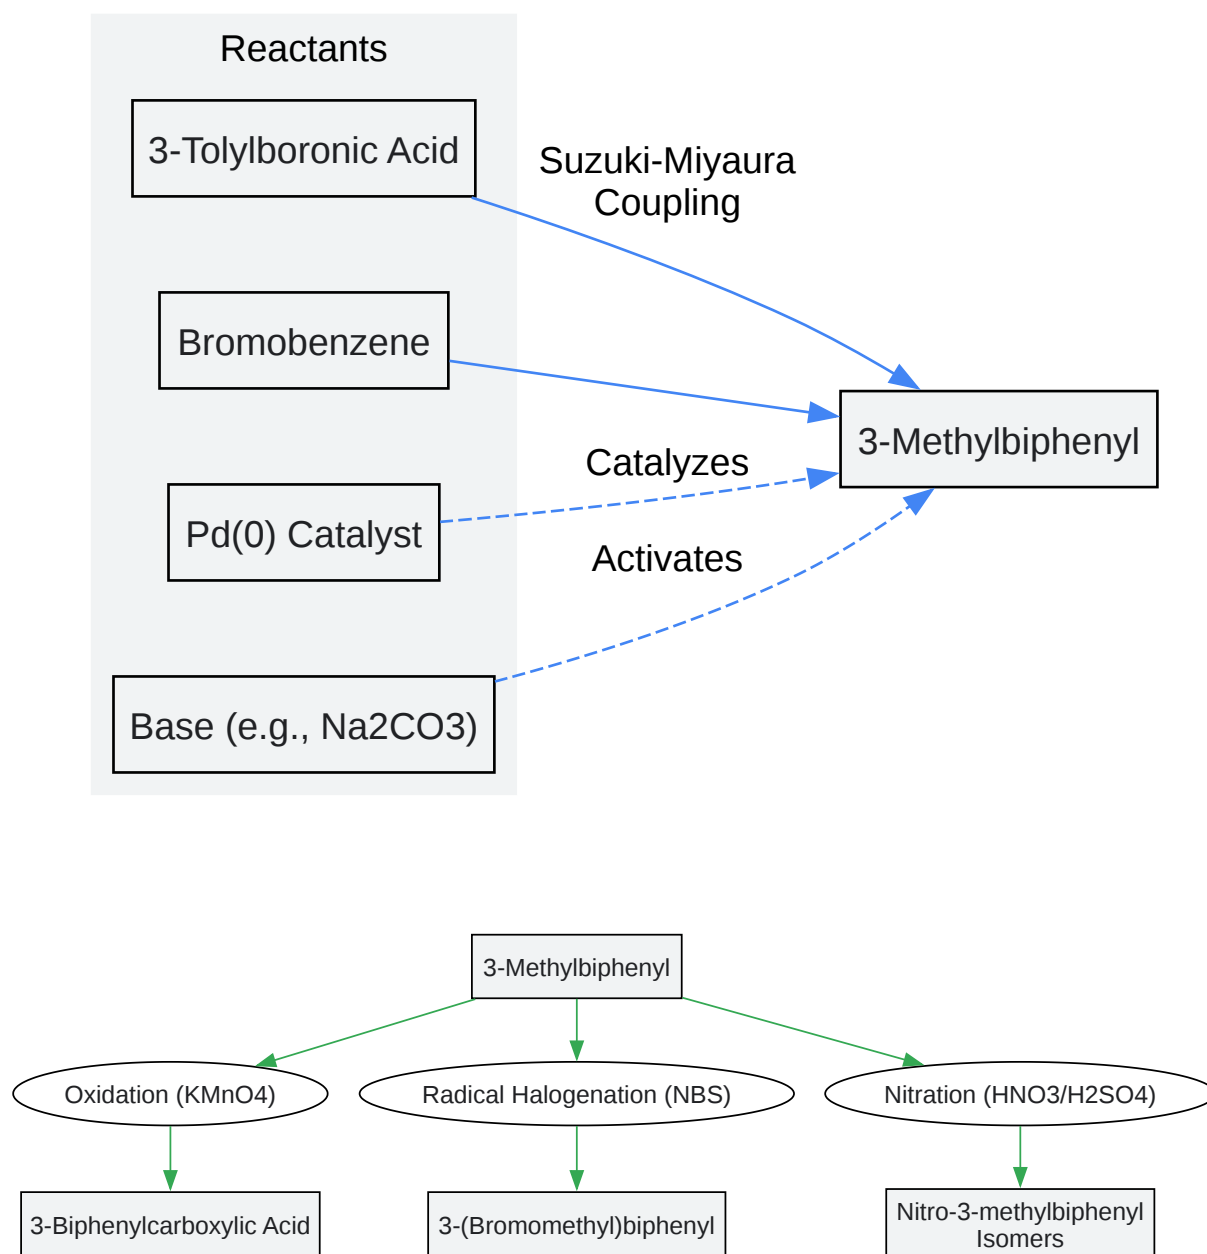 Reactants
3-Tolylboronic Acid
Suzuki-Miyaura
Coupling
Bromobenzene
3-Methylbiphenyl
Catalyzes
Pd(0) Catalyst
Activates
Base (e.g., Na2CO3)
3-Methylbiphenyl
Oxidation (KMnO4)
Radical Halogenation (NBS)
Nitration (HNO3/H2SO4)
3-Biphenylcarboxylic Acid
3-(Bromomethyl)biphenyl
Nitro-3-methylbiphenyl
Isomers